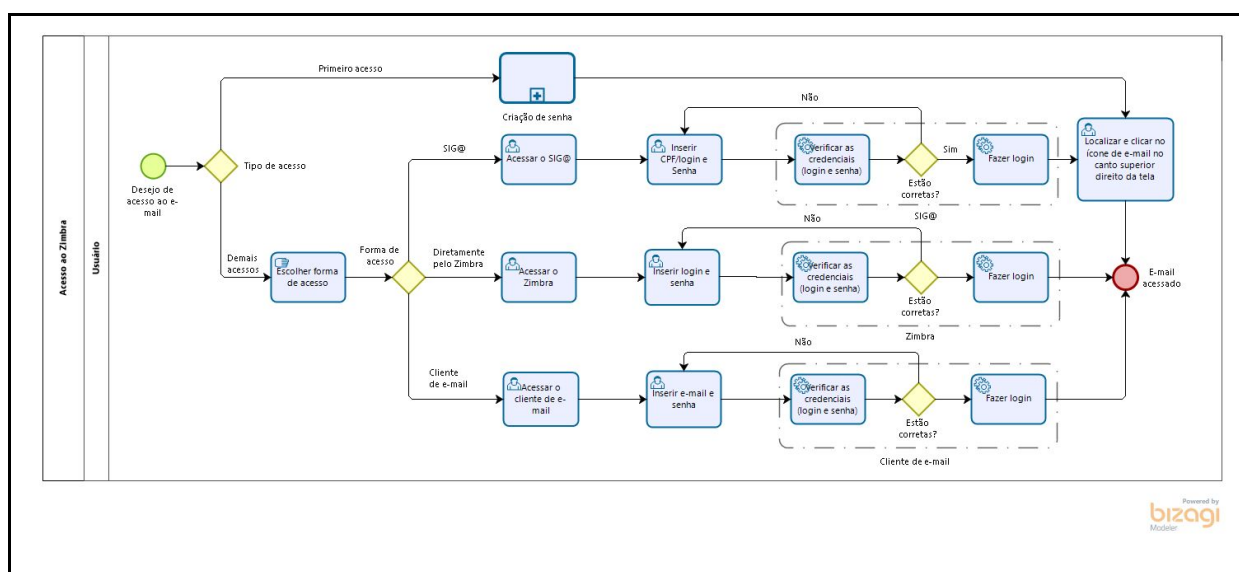 Acesso ao Zimbra
Usuário
Desejo de
acesso ao e-
mail
Tipo de acesso
Primeiro acesso
Criação de senha
Demais
acessos
Escolher forma
de acesso
Forma de
acesso
SIG@
Acessar o SIG@
Inserir
CPF/login e
Senha
Não
Verificar as
credenciais
(login e senha)
Estão
corretas?
Sim
Fazer login
SIG@
Localizar e clicar no
ícone de e-mail no
canto superior
direito da tela
Diretamente
pelo Zimbra
Acessar o
Zimbra
Inserir login e
senha
Não
Verificar as
credenciais
(login e senha)
Estão
corretas?
Fazer login
Zimbra
E-mail
acessado
Cliente
de e-mail
Acessar o
cliente de e-
mail
Inserir e-mail e
senha
Não
Verificar as
credenciais
(login e senha)
Estão
corretas?
Fazer login
Cliente de e-mail
Powered by
bizagi
Modeler